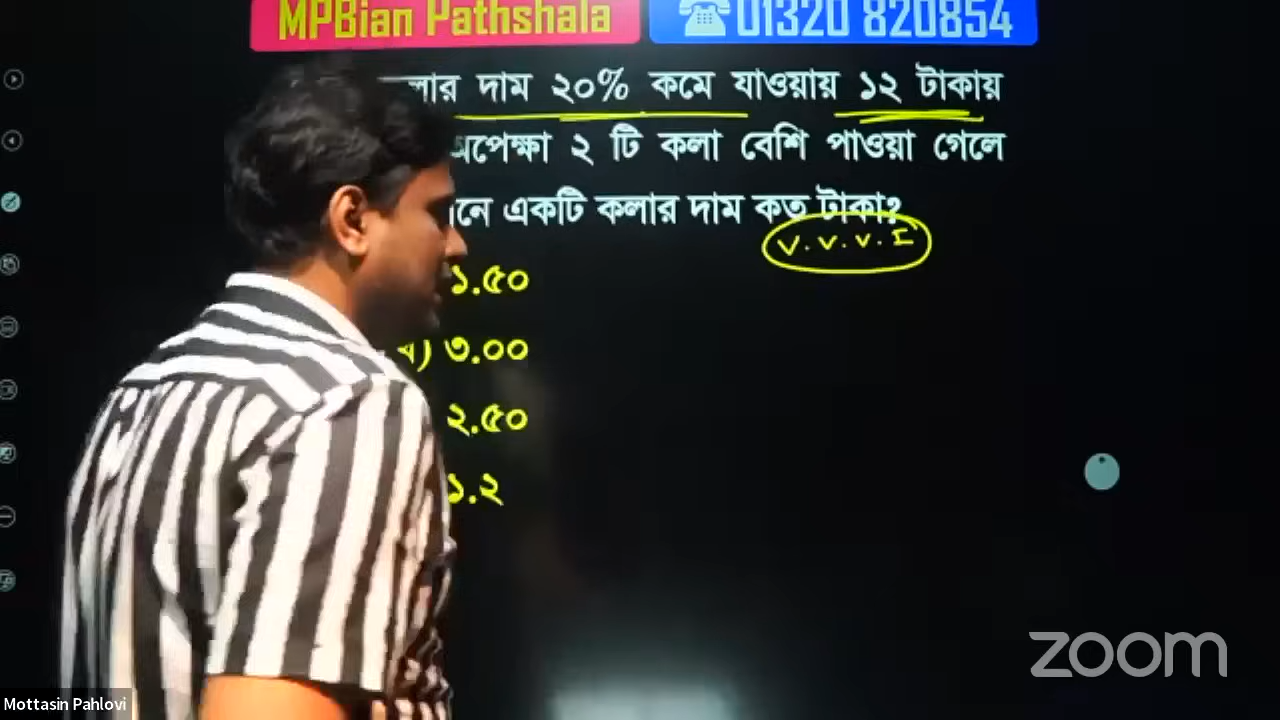 MPBian Pathshala
☎01320 820854
দাম ২০% কমে যাওয়ায় ১২ টাকায়
অপেক্ষা ২ টি কলা বেশি পাওয়া গেলে
একটি কলার দাম কত টাকা?
V.V.V.I
১.৫০
৩.০০
২.৫০
১.২
zoom
Mottasin Pahlovi